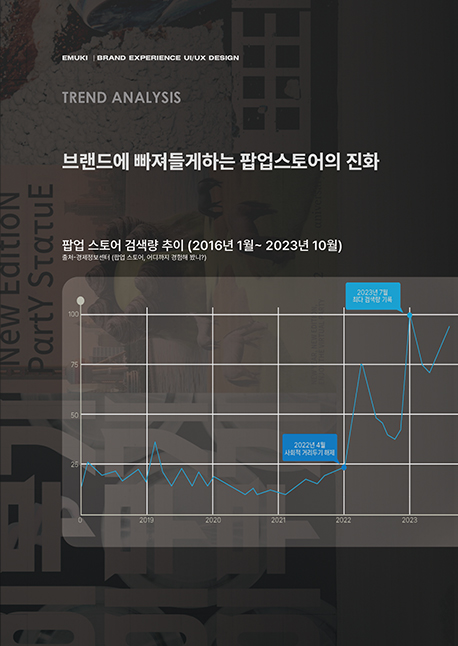 EMUKI | BRAND EXPERIENCE UI/UX DESIGN
TREND ANALYSIS
브랜드에 빠져들게하는 팝업스토어의 진화
팝업 스토어 검색량 추이 (2016년 1월~ 2023년 10월)
출처-경제정보센터 (팝업 스토어, 어디까지 경험해 봤니?)
New Edition
Party Statue
2023년 7월
최다 검색량 기록
100
75
50
2022년 4월
사회적 거리두기 해제
25
0 2019 2020 2021 2022 2023